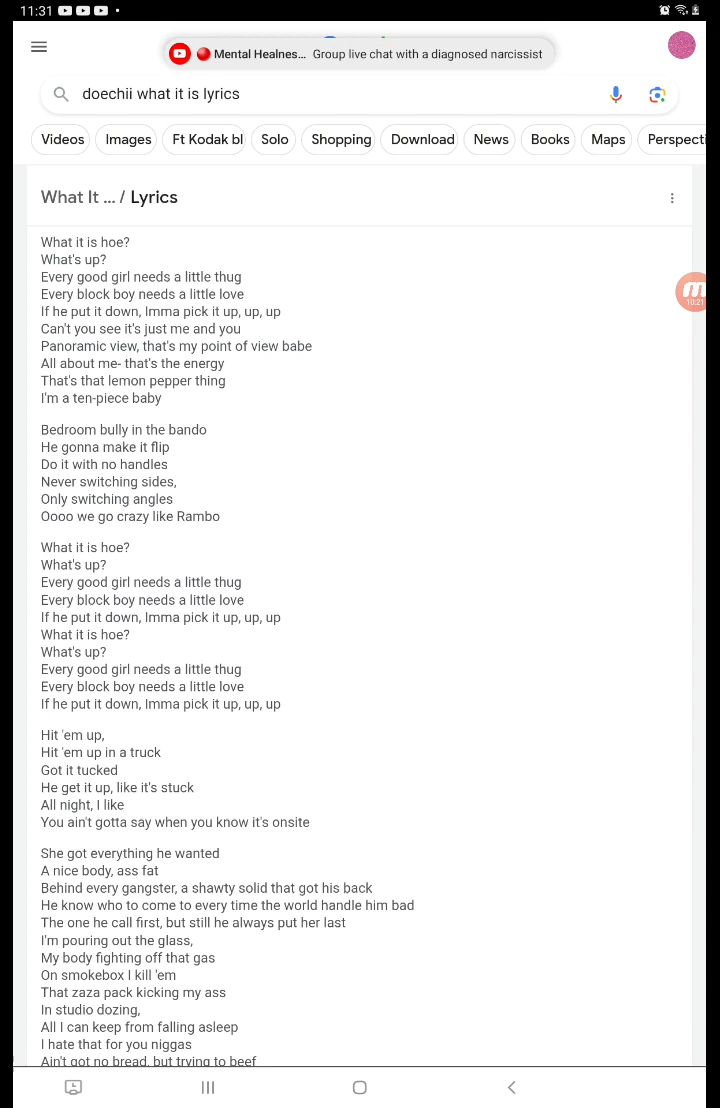 11:31
Mental Healnes... Group live chat with a diagnosed narcissist
doechii what it is lyrics
Videos Images Ft Kodak bl Solo Shopping Download News Books Maps Perspecti
What It ... / Lyrics
What it is hoe?
What's up?
Every good girl needs a little thug
Every block boy needs a little love
If he put it down, Imma pick it up, up, up
Can't you see it's just me and you
Panoramic view, that's my point of view babe
All about me- that's the energy
That's that lemon pepper thing
I'm a ten-piece baby
Bedroom bully in the bando
He gonna make it flip
Do it with no handles
Never switching sides,
Only switching angles
Oooo we go crazy like Rambo
What it is hoe?
What's up?
Every good girl needs a little thug
Every block boy needs a little love
If he put it down, Imma pick it up, up, up
What it is hoe?
What's up?
Every good girl needs a little thug
Every block boy needs a little love
If he put it down, Imma pick it up, up, up
Hit 'em up,
Hit 'em up in a truck
Got it tucked
He get it up, like it's stuck
All night, I like
You ain't gotta say when you know it's onsite
She got everything he wanted
A nice body, ass fat
Behind every gangster, a shawty solid that got his back
He know who to come to every time the world handle him bad
The one he call first, but still he always put her last
I'm pouring out the glass,
My body fighting off that gas
On smokebox I kill 'em
That zaza pack kicking my ass
In studio dozing,
All I can keep from falling asleep
I hate that for you niggas
Ain't got no bread, but trying to beef
10:21